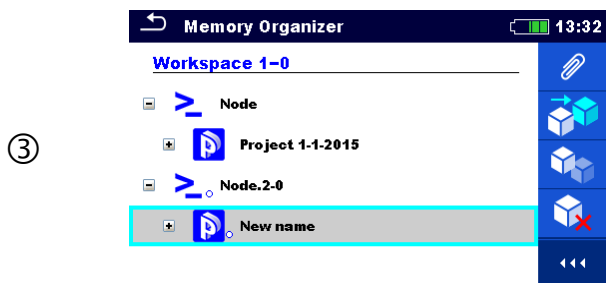 Memory Organizer 13:32
Workspace 1-0
Node
Project 1-1-2015
③
Node.2-0
New name